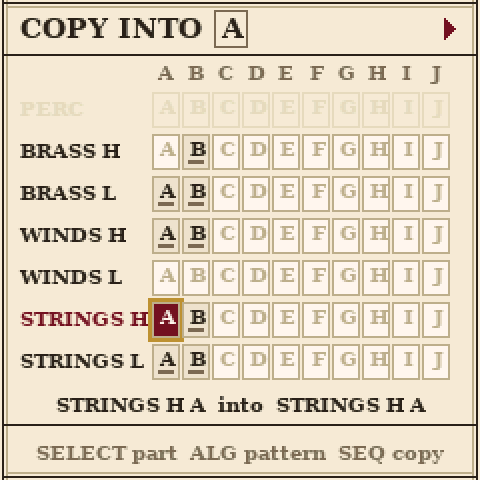 COPY INTO A
A B C D E F G H I J
PERC A B C D E F G H I J
BRASS H A B C D E F G H I J
BRASS L A B C D E F G H I J
WINDS H A B C D E F G H I J
WINDS L A B C D E F G H I J
STRINGS H A B C D E F G H I J
STRINGS L A B C D E F G H I J
STRINGS H A into STRINGS H A
SELECT part ALG pattern SEQ copy